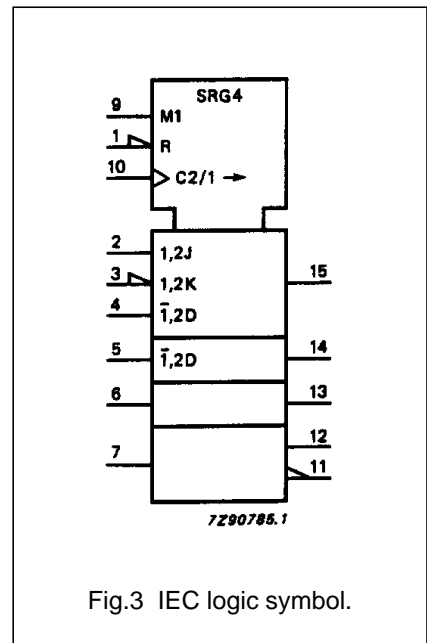 SRG4
9 M1
1 R
10 C2/1 →
2 1,2J
3 1,2K 15
4 1̅,2D
5 1̅,2D 14
6 13
12
7
11
7Z90785.1
Fig.3 IEC logic symbol.